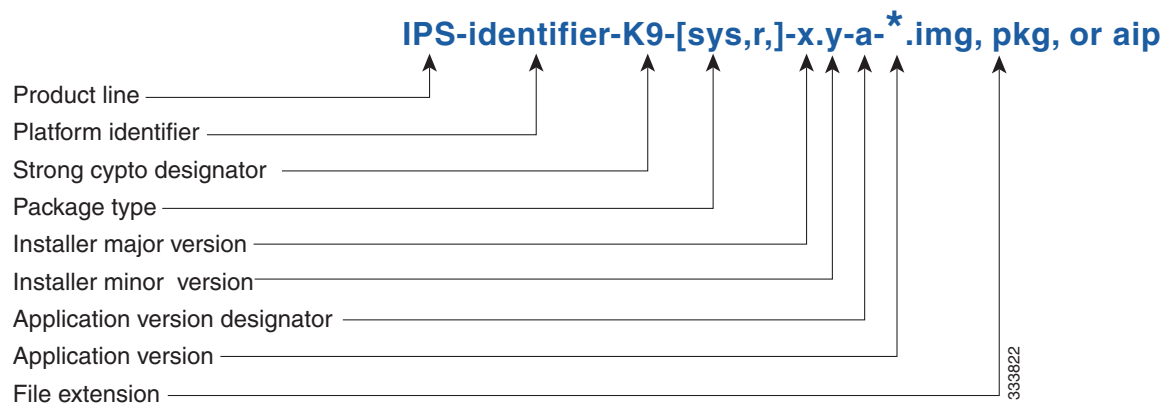 IPS-identifier-K9-[sys,r,]-x.y-a-*.img, pkg, or aip
Product line
Platform identifier
Strong cypto designator
Package type
Installer major version
Installer minor version
Application version designator
Application version
File extension
333822